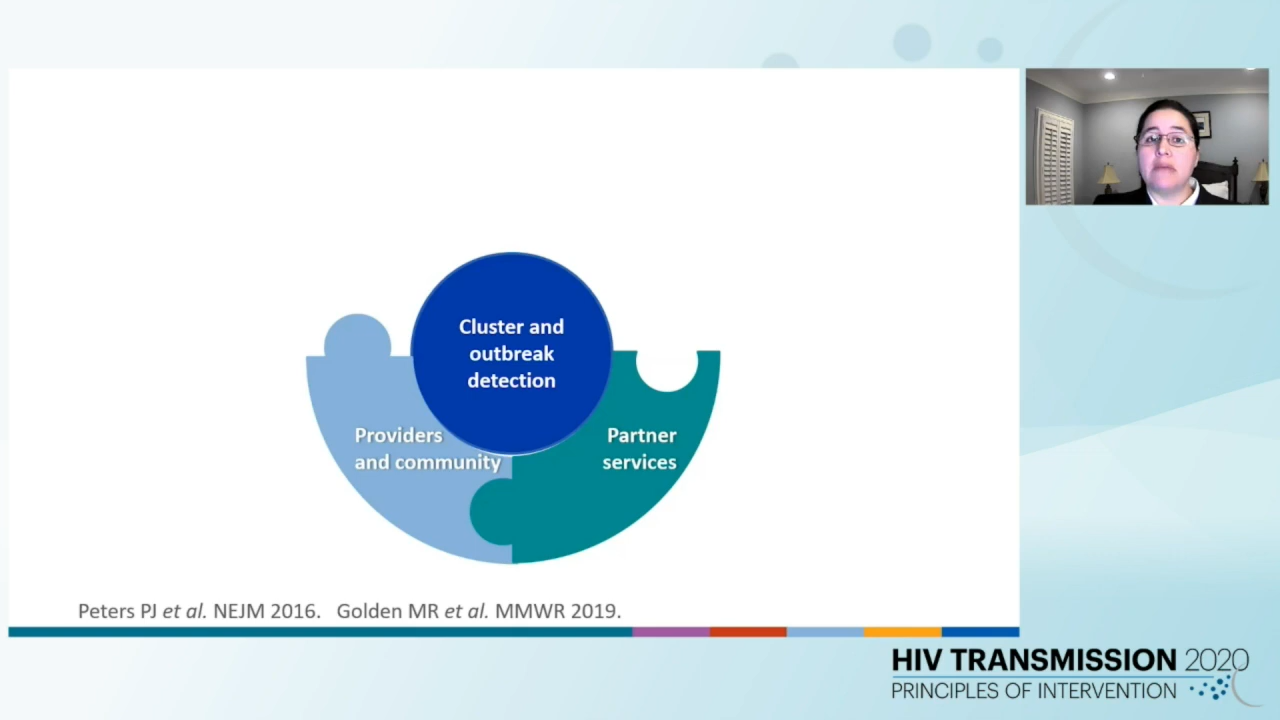 Cluster and
outbreak
detection
Providers
and community
Partner
services
Peters PJ et al. NEJM 2016. Golden MR et al. MMWR 2019.
HIV TRANSMISSION 2020
PRINCIPLES OF INTERVENTION